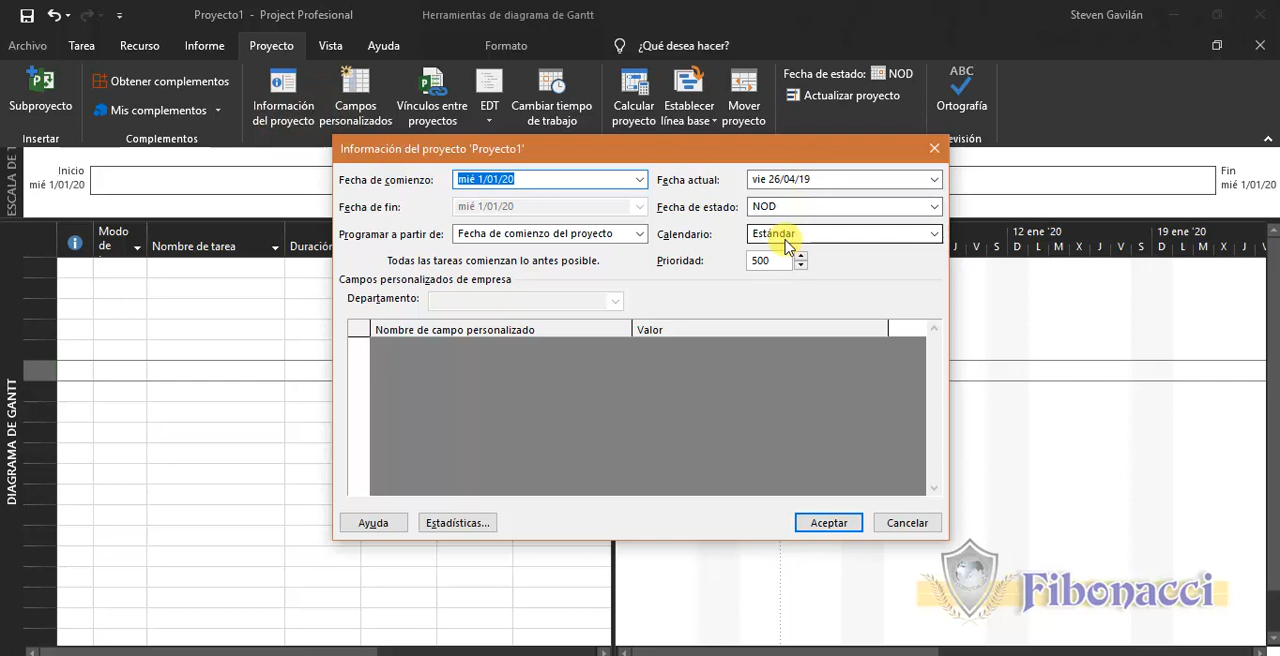 Proyecto1 - Project Profesional
Herramientas de diagrama de Gantt
Steven Gavilán
Archivo Tarea Recurso Informe Proyecto Vista Ayuda Formato ¿Qué desea hacer?
Subproyecto
Insertar
Obtener complementos
Mis complementos
Complementos
Información del proyecto
Campos personalizados
Vínculos entre proyectos
EDT
Cambiar tiempo de trabajo
Calcular proyecto
Establecer línea base
Mover proyecto
Fecha de estado: NOD
Actualizar proyecto
ABC
Ortografía
Inicio
mié 1/01/20
Fin
mié 1/01/20
Información del proyecto 'Proyecto1'
Fecha de comienzo: mié 1/01/20 Fecha actual: vie 26/04/19
Fecha de fin: mié 1/01/20 Fecha de estado: NOD
Programar a partir de: Fecha de comienzo del proyecto Calendario: Estándar
Todas las tareas comienzan lo antes posible. Prioridad: 500
Campos personalizados de empresa
Departamento:
Nombre de campo personalizado Valor
Ayuda Estadísticas... Aceptar Cancelar
Modo de
Nombre de tarea
12 ene '20 19 ene '20
J V S D L M X J V S D L M X J V
DIAGRAMA DE GANTT
Fibonacci